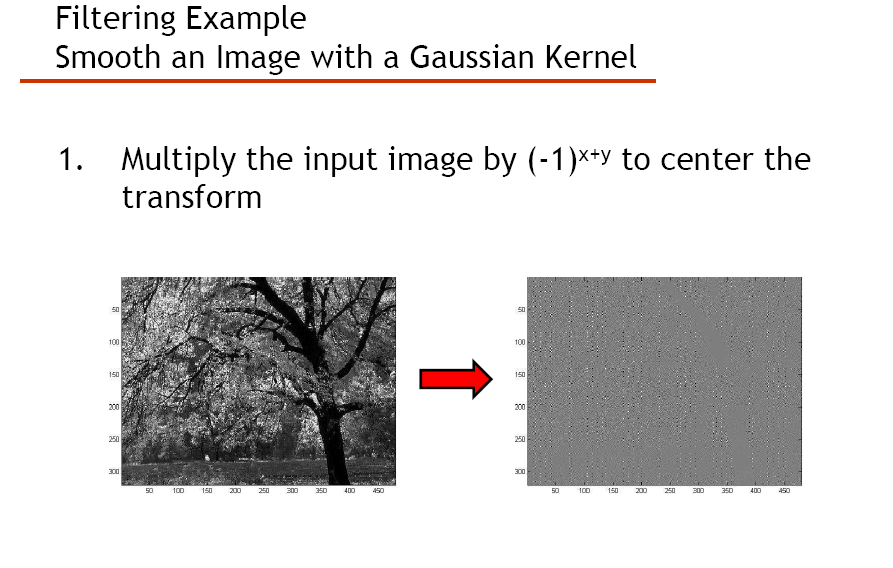 Filtering Example
Smooth an Image with a Gaussian Kernel
1. Multiply the input image by (-1)ˣ⁺ʸ to center the
transform
50
100
150
200
250
300
50 100 150 200 250 300 350 400 450
50
100
150
200
250
300
50 100 150 200 250 300 350 400 450